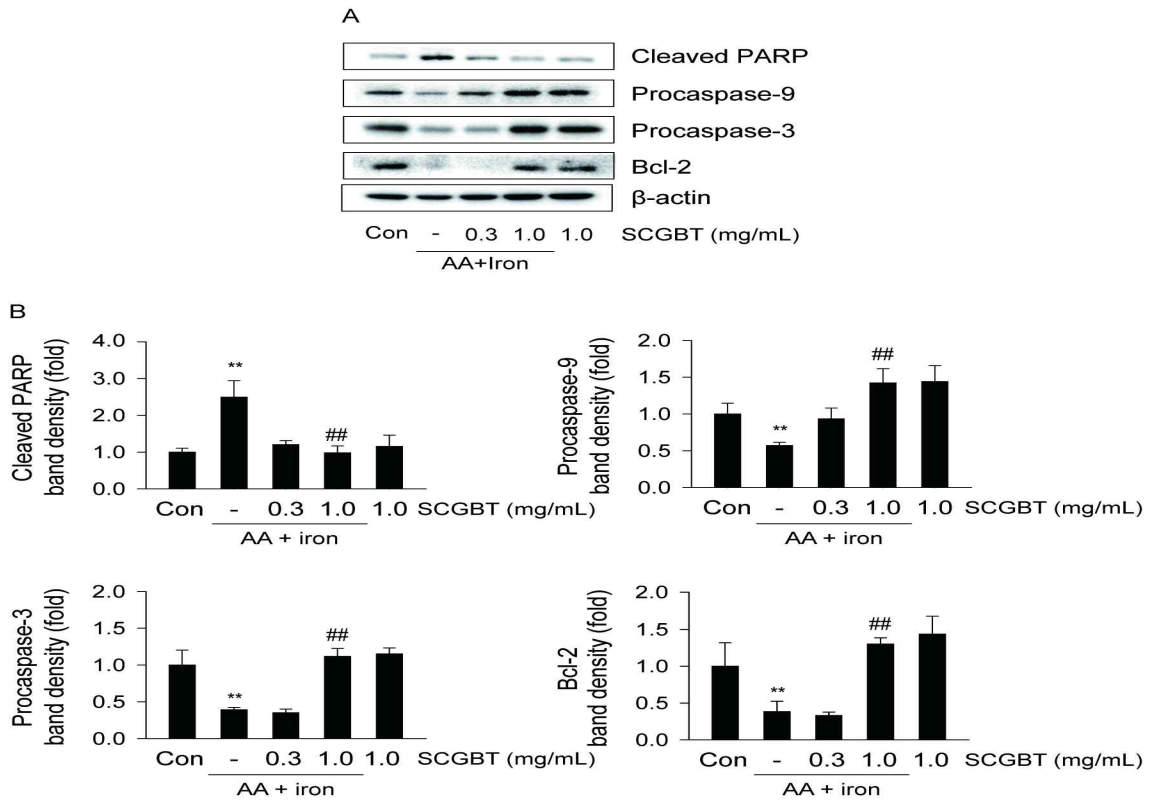 A
Cleaved PARP
Procaspase-9
Procaspase-3
Bcl-2
β-actin
Con - 0.3 1.0 1.0 SCGBT (mg/mL)
AA+Iron
B
Cleaved PARP
band density (fold)
4.0
3.0
2.0
1.0
0.0
**
##
Con - 0.3 1.0 1.0 SCGBT (mg/mL)
AA + iron
Procaspase-9
band density (fold)
2.0
1.5
1.0
0.5
0.0
**
##
Con - 0.3 1.0 1.0 SCGBT (mg/mL)
AA + iron
Procaspase-3
band density (fold)
2.0
1.5
1.0
0.5
0.0
**
##
Con - 0.3 1.0 1.0 SCGBT (mg/mL)
AA + iron
Bcl-2
band density (fold)
2.0
1.5
1.0
0.5
0.0
**
##
Con - 0.3 1.0 1.0 SCGBT (mg/mL)
AA + iron